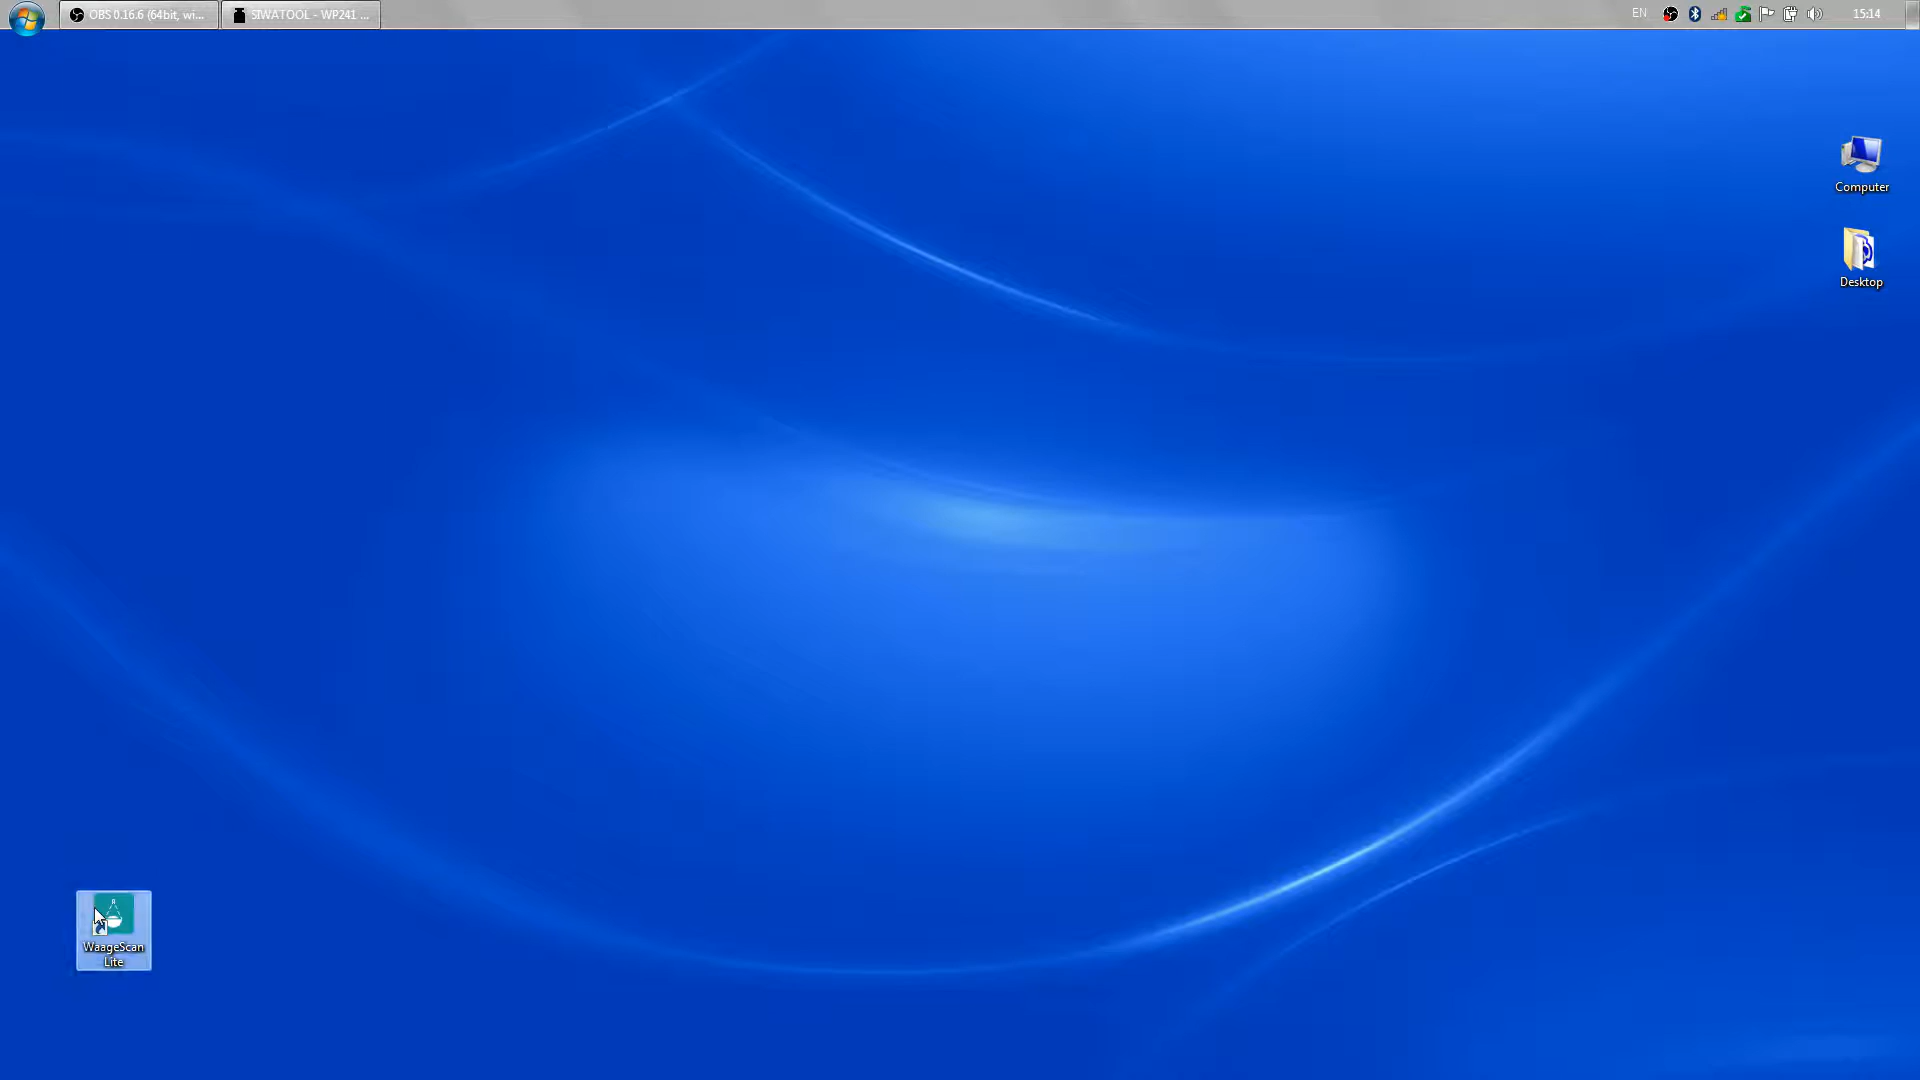 OBS 0.16.6 (64bit, wi...
SIWATOOL - WP241 ...
EN
15:14
Computer
Desktop
WaageScan
Lite